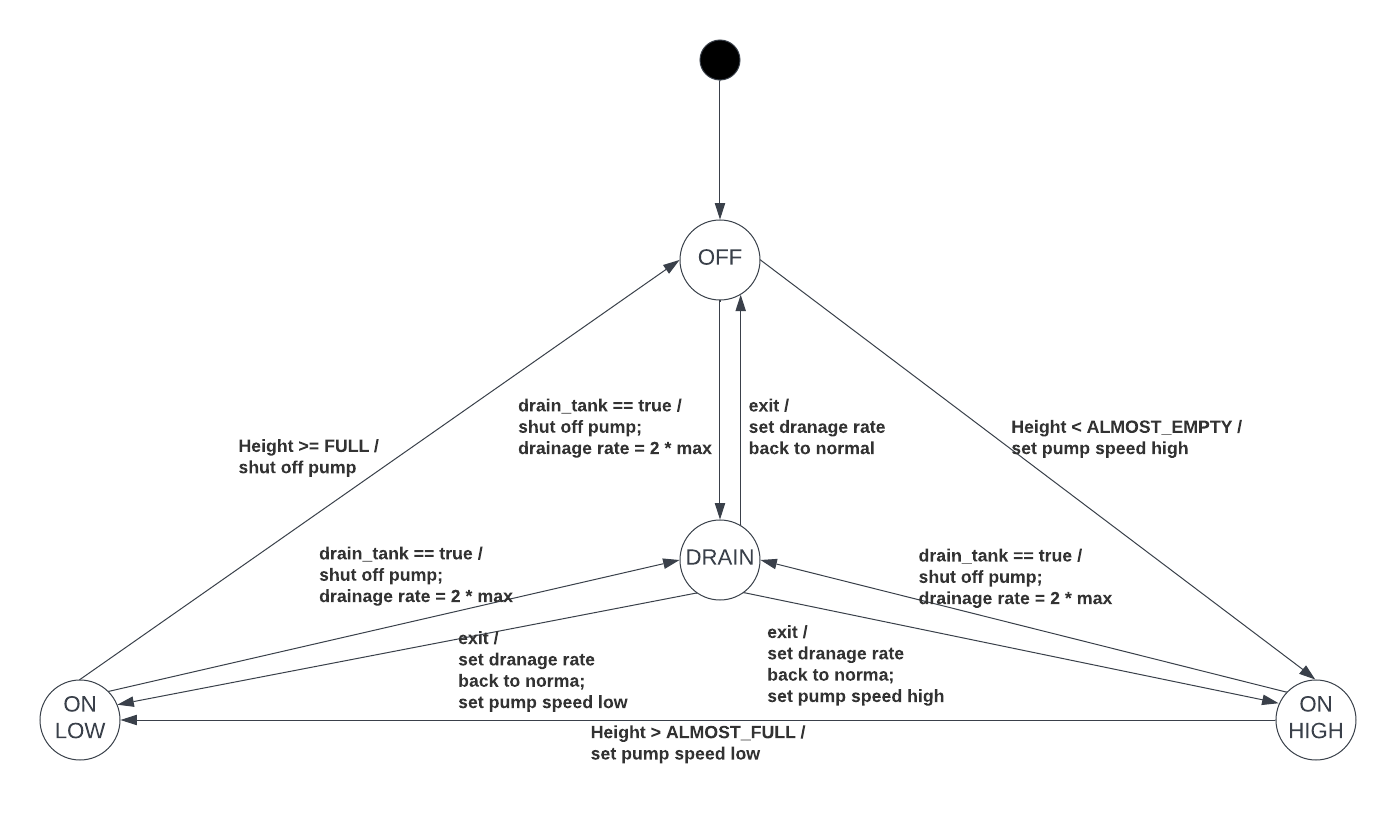 OFF
drain_tank == true /
shut off pump;
drainage rate = 2 * max
exit /
set dranage rate
back to normal
Height < ALMOST_EMPTY /
set pump speed high
Height >= FULL /
shut off pump
DRAIN
drain_tank == true /
shut off pump;
drainage rate = 2 * max
drain_tank == true /
shut off pump;
drainage rate = 2 * max
exit /
set dranage rate
back to norma;
set pump speed low
exit /
set dranage rate
back to norma;
set pump speed high
ON
LOW
ON
HIGH
Height > ALMOST_FULL /
set pump speed low